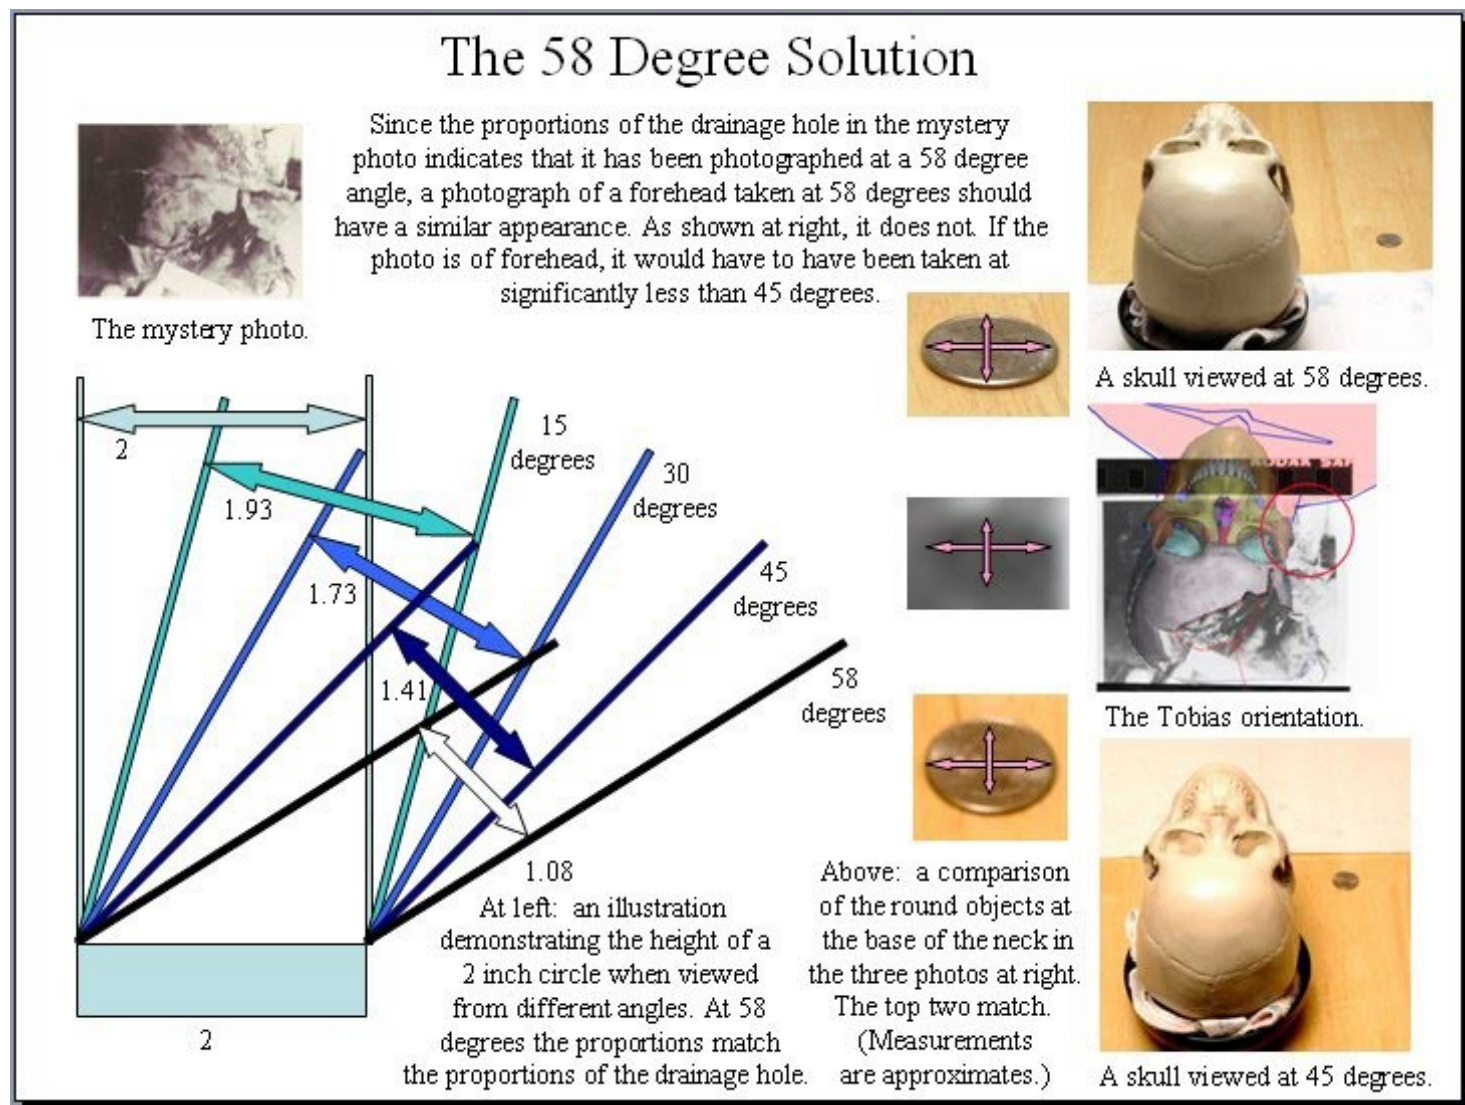 The 58 Degree Solution
Since the proportions of the drainage hole in the mystery
photo indicates that it has been photographed at a 58 degree
angle, a photograph of a forehead taken at 58 degrees should
have a similar appearance. As shown at right, it does not. If the
photo is of forehead, it would have to have been taken at
significantly less than 45 degrees.
The mystery photo.
A skull viewed at 58 degrees.
2
15
degrees
1.93
30
degrees
1.73
45
degrees
1.41
58
degrees
1.08
2
At left: an illustration
demonstrating the height of a
2 inch circle when viewed
from different angles. At 58
degrees the proportions match
the proportions of the drainage hole.
Above: a comparison
of the round objects at
the base of the neck in
the three photos at right.
The top two match.
(Measurements
are approximates.)
KODAK SAF
The Tobias orientation.
A skull viewed at 45 degrees.